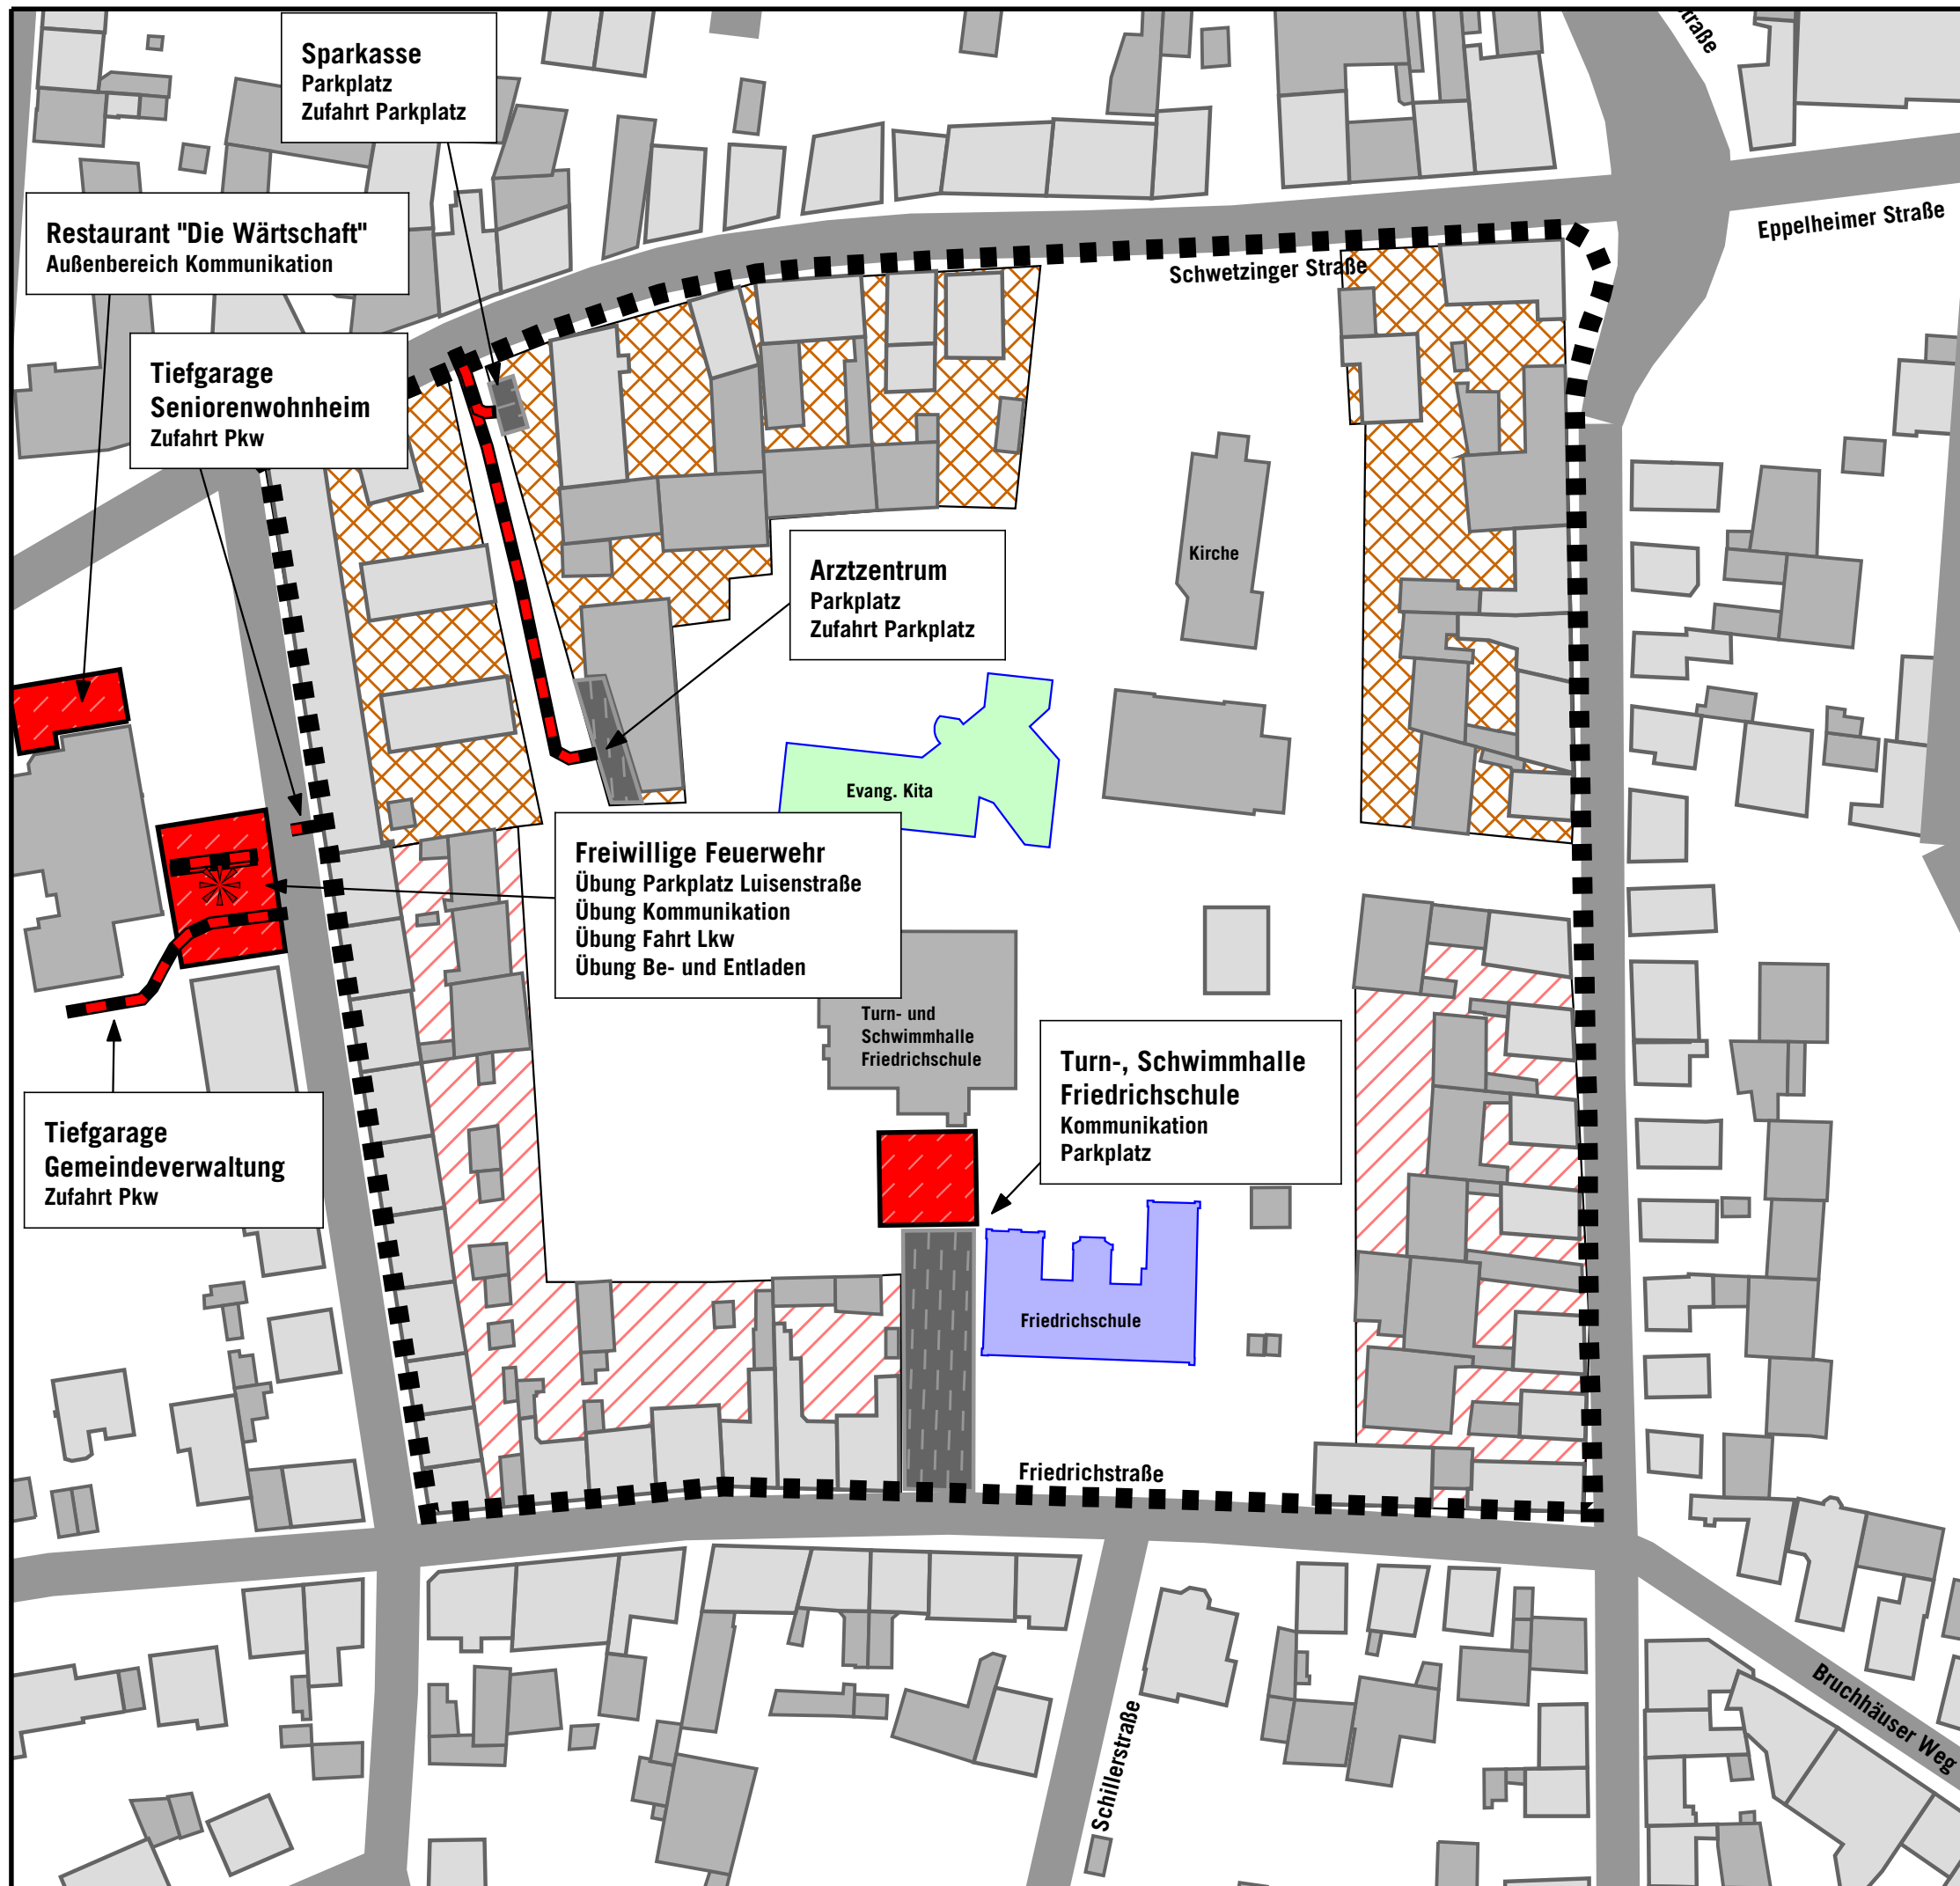 Sparkasse
Parkplatz
Zufahrt Parkplatz
straße
Eppelheimer Straße
Restaurant "Die Wärtschaft"
Außenbereich Kommunikation
Schwetzinger Straße
Tiefgarage
Seniorenwohnheim
Zufahrt Pkw
Kirche
Arztzentrum
Parkplatz
Zufahrt Parkplatz
Evang. Kita
Freiwillige Feuerwehr
Übung Parkplatz Luisenstraße
Übung Kommunikation
Übung Fahrt Lkw
Übung Be- und Entladen
Turn- und
Schwimmhalle
Friedrichschule
Turn-, Schwimmhalle
Friedrichschule
Kommunikation
Parkplatz
Tiefgarage
Gemeindeverwaltung
Zufahrt Pkw
Friedrichschule
Friedrichstraße
Schillerstraße
Bruchhäuser Weg